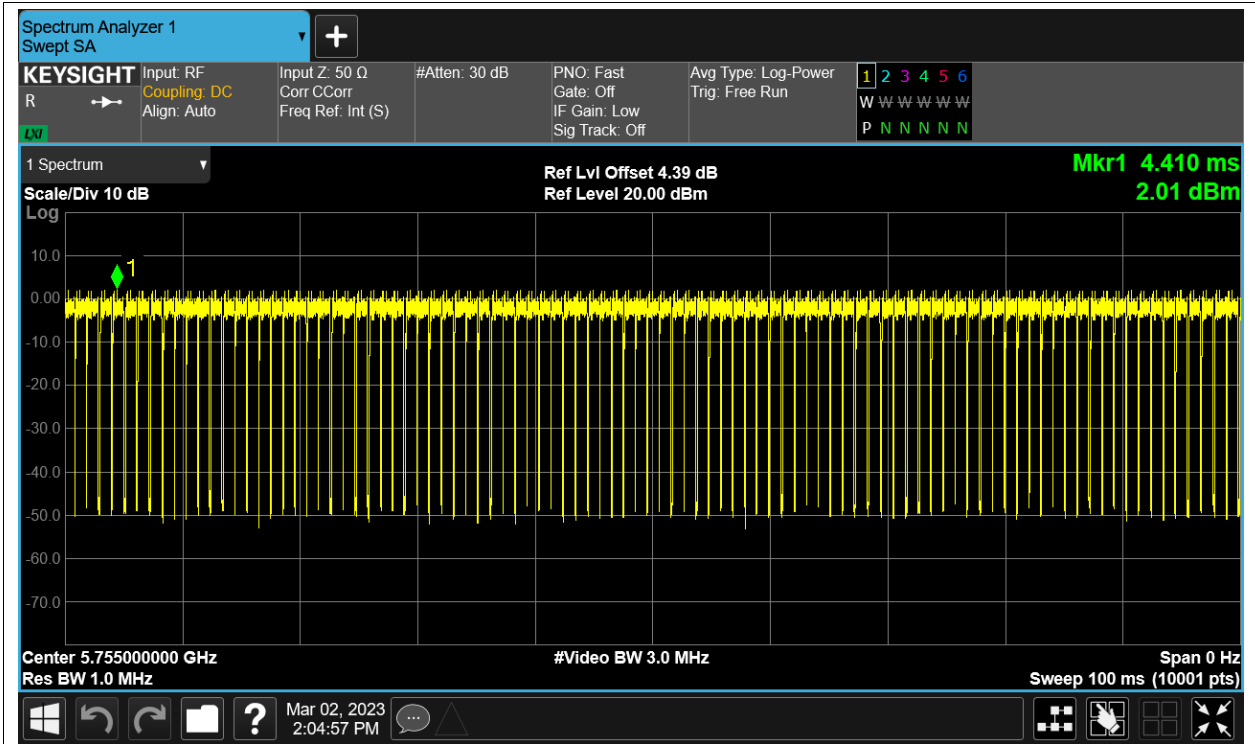 Spectrum Analyzer 1
Swept SA
KEYSIGHT
R
LXI
Input: RF
Coupling: DC
Align: Auto
Input Z: 50 Ω
Corr CCorr
Freq Ref: Int (S)
#Atten: 30 dB
PNO: Fast
Gate: Off
IF Gain: Low
Sig Track: Off
Avg Type: Log-Power
Trig: Free Run
1 2 3 4 5 6
W W W W W W
P N N N N N
1 Spectrum
Scale/Div 10 dB
Log
Ref Lvl Offset 4.39 dB
Ref Level 20.00 dBm
Mkr1 4.410 ms
2.01 dBm
1
10.0
0.00
-10.0
-20.0
-30.0
-40.0
-50.0
-60.0
-70.0
Center 5.755000000 GHz
Res BW 1.0 MHz
#Video BW 3.0 MHz
Span 0 Hz
Sweep 100 ms (10001 pts)
?
Mar 02, 2023
2:04:57 PM